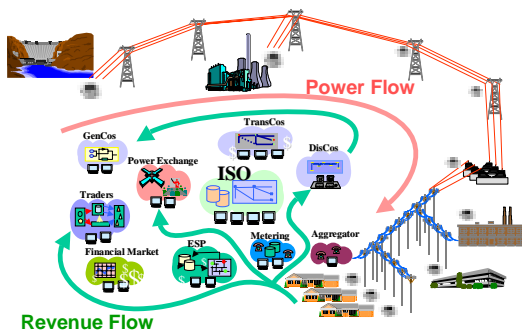 Power Flow
TransCos
GenCos
DisCos
Power Exchange
ISO
Traders
ESP
Metering
Aggregator
Financial Market
Revenue Flow